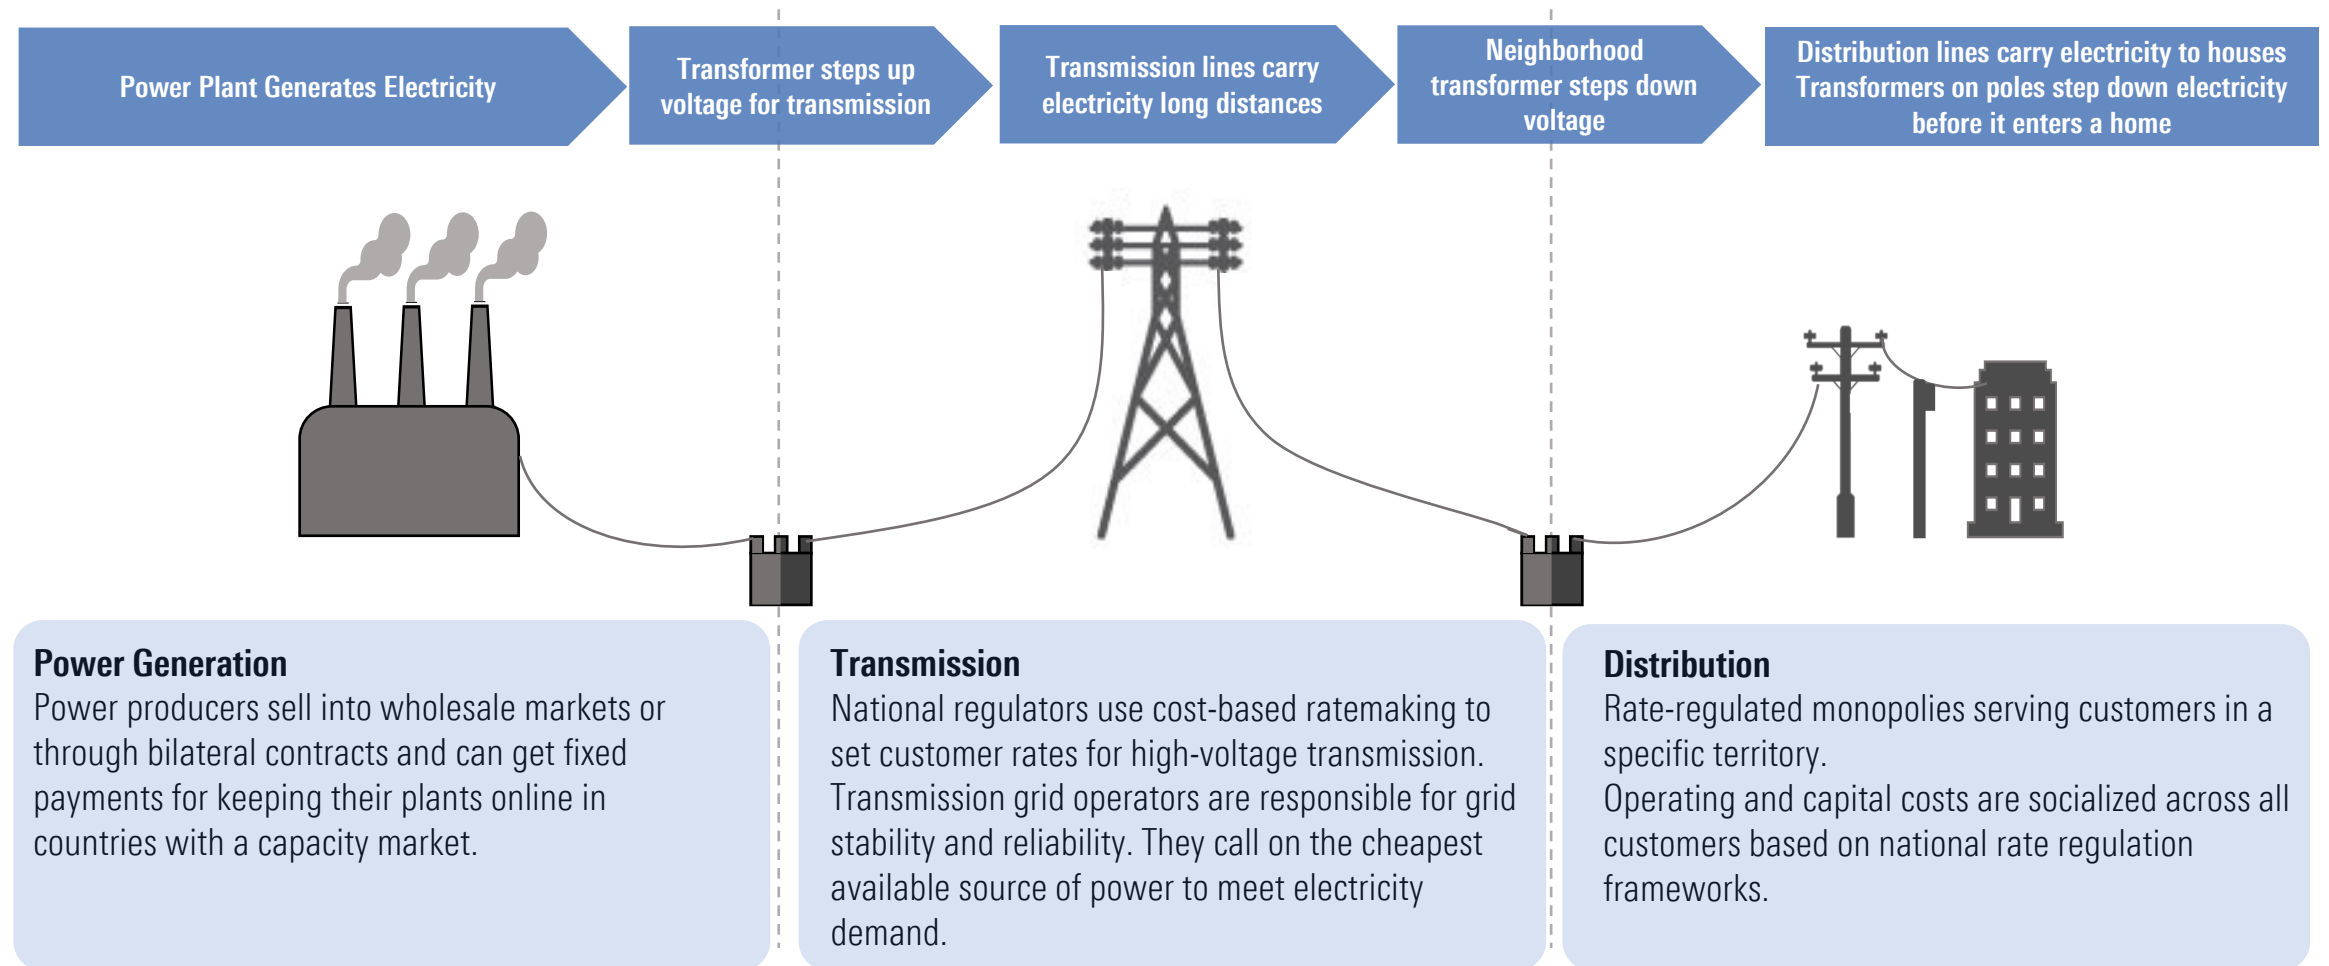 Power Plant Generates Electricity
Transformer steps up
voltage for transmission
Transmission lines carry
electricity long distances
Neighborhood
transformer steps down
voltage
Distribution lines carry electricity to houses
Transformers on poles step down electricity
before it enters a home
Power Generation
Power producers sell into wholesale markets or
through bilateral contracts and can get fixed
payments for keeping their plants online in
countries with a capacity market.
Transmission
National regulators use cost-based ratemaking to
set customer rates for high-voltage transmission.
Transmission grid operators are responsible for grid
stability and reliability. They call on the cheapest
available source of power to meet electricity
demand.
Distribution
Rate-regulated monopolies serving customers in a
specific territory.
Operating and capital costs are socialized across all
customers based on national rate regulation
frameworks.